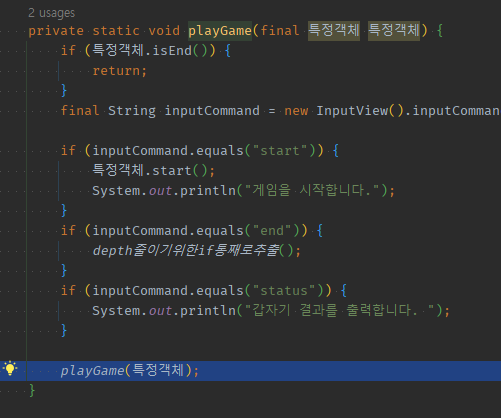 2 usages
private static void playGame(final 특정객체 특정객체) {
if (특정객체.isEnd()) {
return;
}
final String inputCommand = new InputView().inputComman

if (inputCommand.equals("start")) {
특정객체.start();
System.out.println("게임을 시작합니다.");
}
if (inputCommand.equals("end")) {
depth줄이기위한if통째로추출();
}
if (inputCommand.equals("status")) {
System.out.println("갑자기 결과를 출력합니다. ");
}

playGame(특정객체);
}